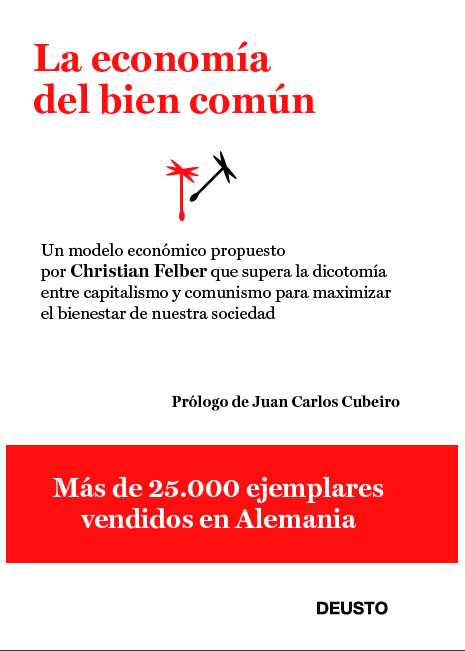 La economía
del bien común
Un modelo económico propuesto
por Christian Felber que supera la dicotomía
entre capitalismo y comunismo para maximizar
el bienestar de nuestra sociedad
Prólogo de Juan Carlos Cubeiro
Más de 25.000 ejemplares
vendidos en Alemania
DEUSTO